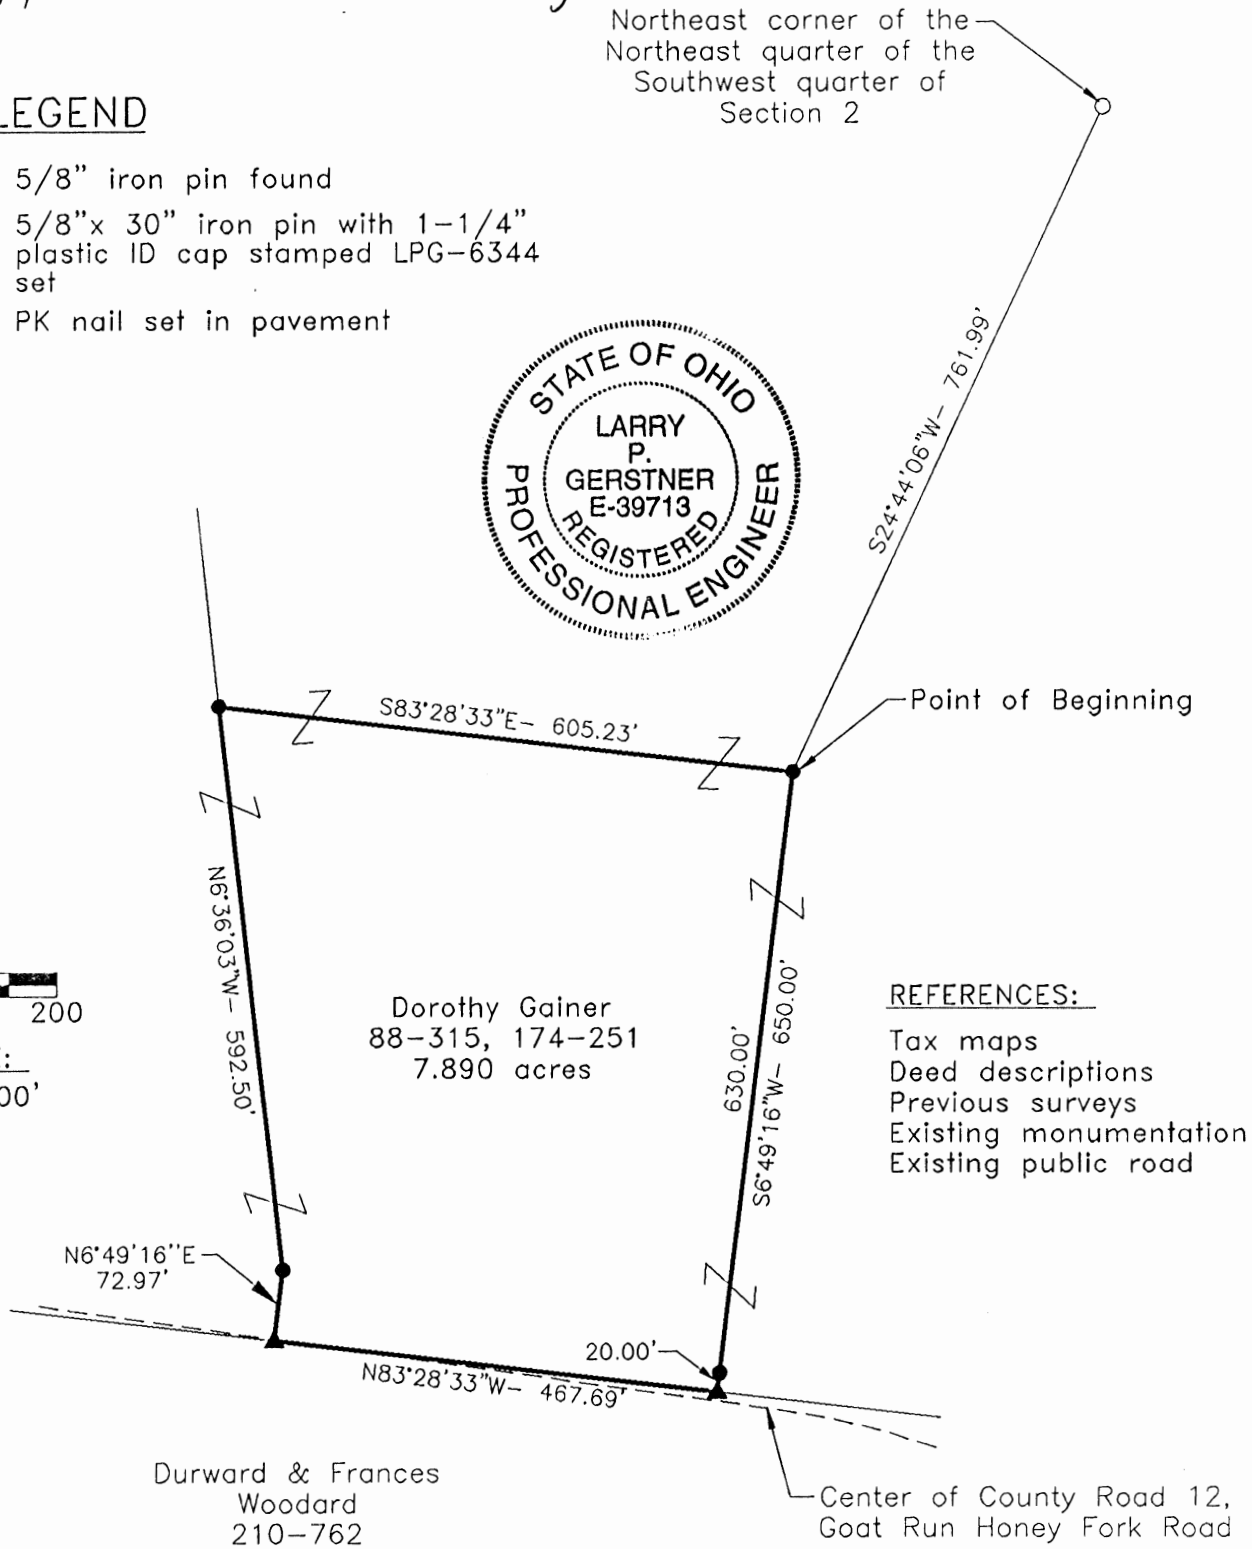 Northeast corner of the
Northeast quarter of the
Southwest quarter of
Section 2
LEGEND
5/8" iron pin found
5/8"x 30" iron pin with 1-1/4"
plastic ID cap stamped LPG-6344
set
PK nail set in pavement
STATE OF OHIO
LARRY
P.
GERSTNER
E-39713
REGISTERED
PROFESSIONAL ENGINEER
S24°44'06"W- 761.99'
Point of Beginning
S83°28'33"E- 605.23'
N6°36'03"W- 592.50'
Dorothy Gainer
88-315, 174-251
7.890 acres
630.00'
S6°49'16"W- 650.00'
200
00'
REFERENCES:
Tax maps
Deed descriptions
Previous surveys
Existing monumentation
Existing public road
N6°49'16"E
72.97'
20.00'
N83°28'33"W- 467.69'
Durward & Frances
Woodard
210-762
Center of County Road 12,
Goat Run Honey Fork Road